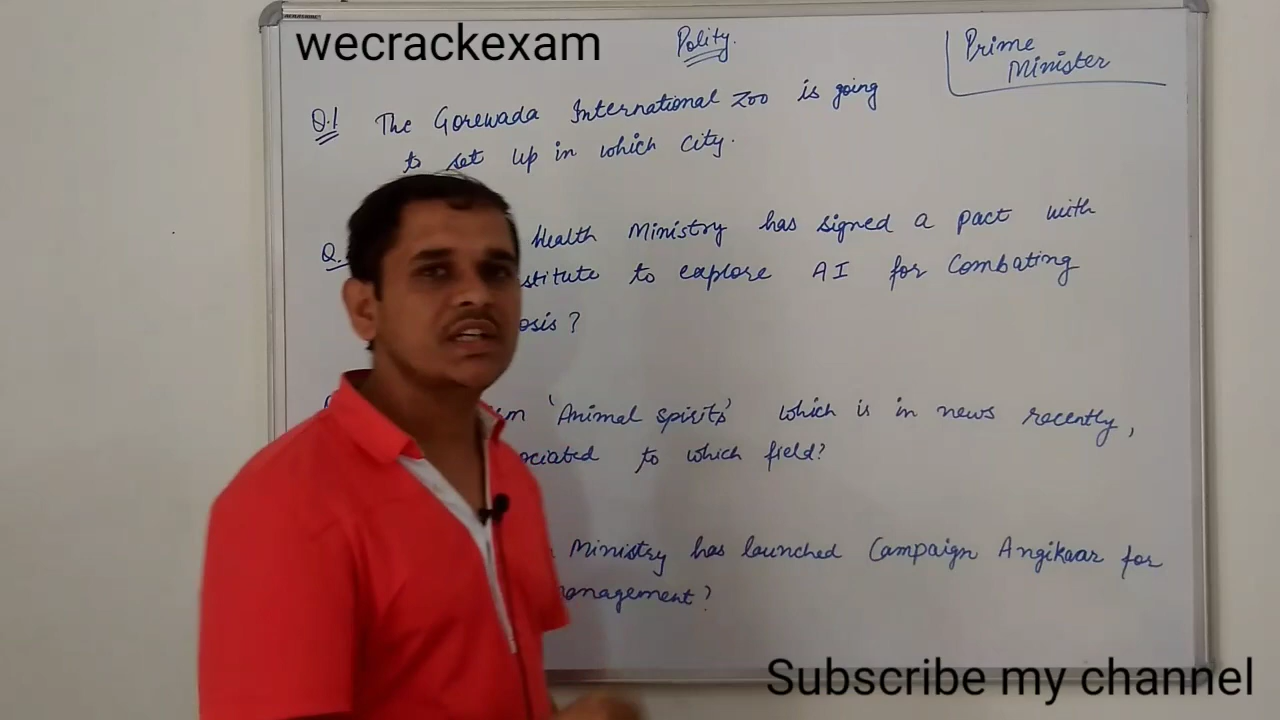 wecrackexam
Polity.
Prime
Minister
Q.1 The Gorewada International Zoo is going
to set up in which city.
Q. Health Ministry has signed a pact with
stitute to explore AI for Combating
osis?
'Animal spirits' which is in news recently,
ociated to which field?
Ministry has launched Campaign Angikaar for
management?
Subscribe my channel